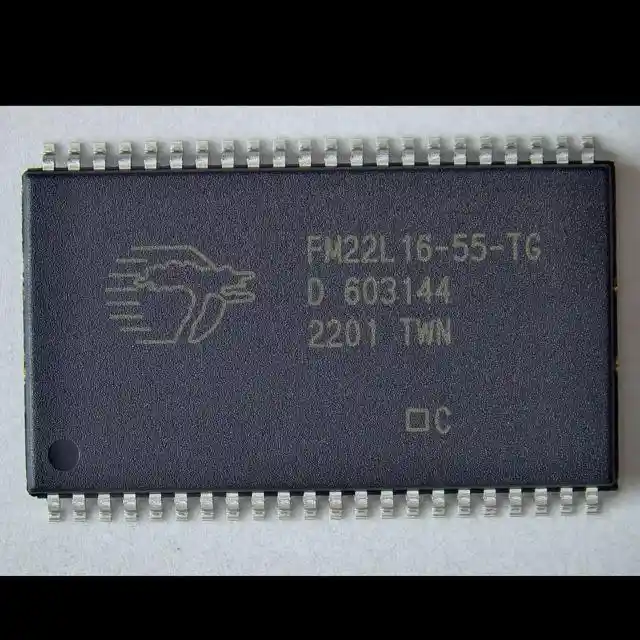 FM22L16-55-TG
D 603144
2201 TWN
□C